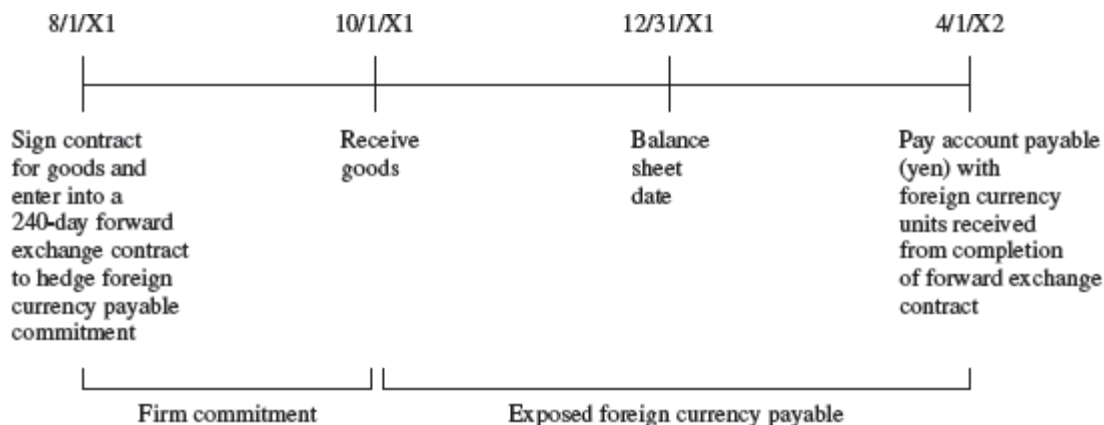 8/1/X1
10/1/X1
12/31/X1
4/1/X2
Sign contract
for goods and
enter into a
240-day forward
exchange contract
to hedge foreign
currency payable
commitment
Receive
goods
Balance
sheet
date
Pay account payable
(yen) with
foreign currency
units received
from completion
of forward exchange
contract
Firm commitment
Exposed foreign currency payable